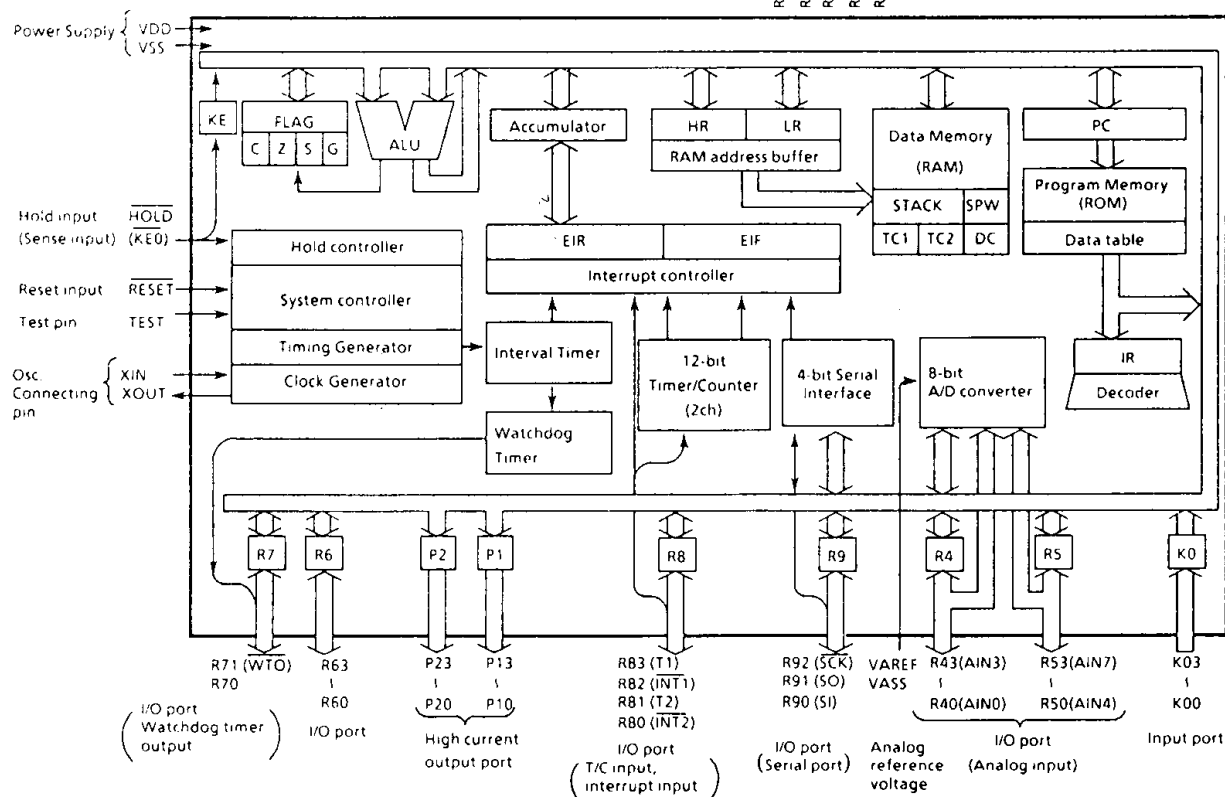 R R R R R
Power Supply VDD
VSS
KE
FLAG
C Z S G
ALU
Accumulator
HR LR
RAM address buffer
Data Memory
(RAM)
STACK SPW
TC1 TC2 DC
PC
Program Memory
(ROM)
Data table
Hold input HOLD
(Sense input) (KE0)
Reset input RESET
Test pin TEST
Osc. XIN
Connecting XOUT
pin
Hold controller
System controller
Timing Generator
Clock Generator
EIR EIF
Interrupt controller
Interval Timer
Watchdog
Timer
12-bit
Timer/Counter
(2ch)
4-bit Serial
Interface
8-bit
A/D converter
IR
Decoder
R7 R6 P2 P1 R8 R9 R4 R5 K0
R71 (WTO) R63 P23 P13 R83 (T1) R92 (SCK) VAREF R43(AIN3) R53(AIN7) K03
R70 ~ ~ ~ R82 (INT1) R91 (SO) VASS ~ ~ ~
R60 P20 P10 R81 (T2) R90 (SI) R40(AIN0) R50(AIN4) K00
R80 (INT2)
(I/O port
Watchdog timer
output)
I/O port
High current
output port
I/O port
(T/C input,
interrupt input)
I/O port
(Serial port)
Analog
reference
voltage
I/O port
(Analog input)
Input port